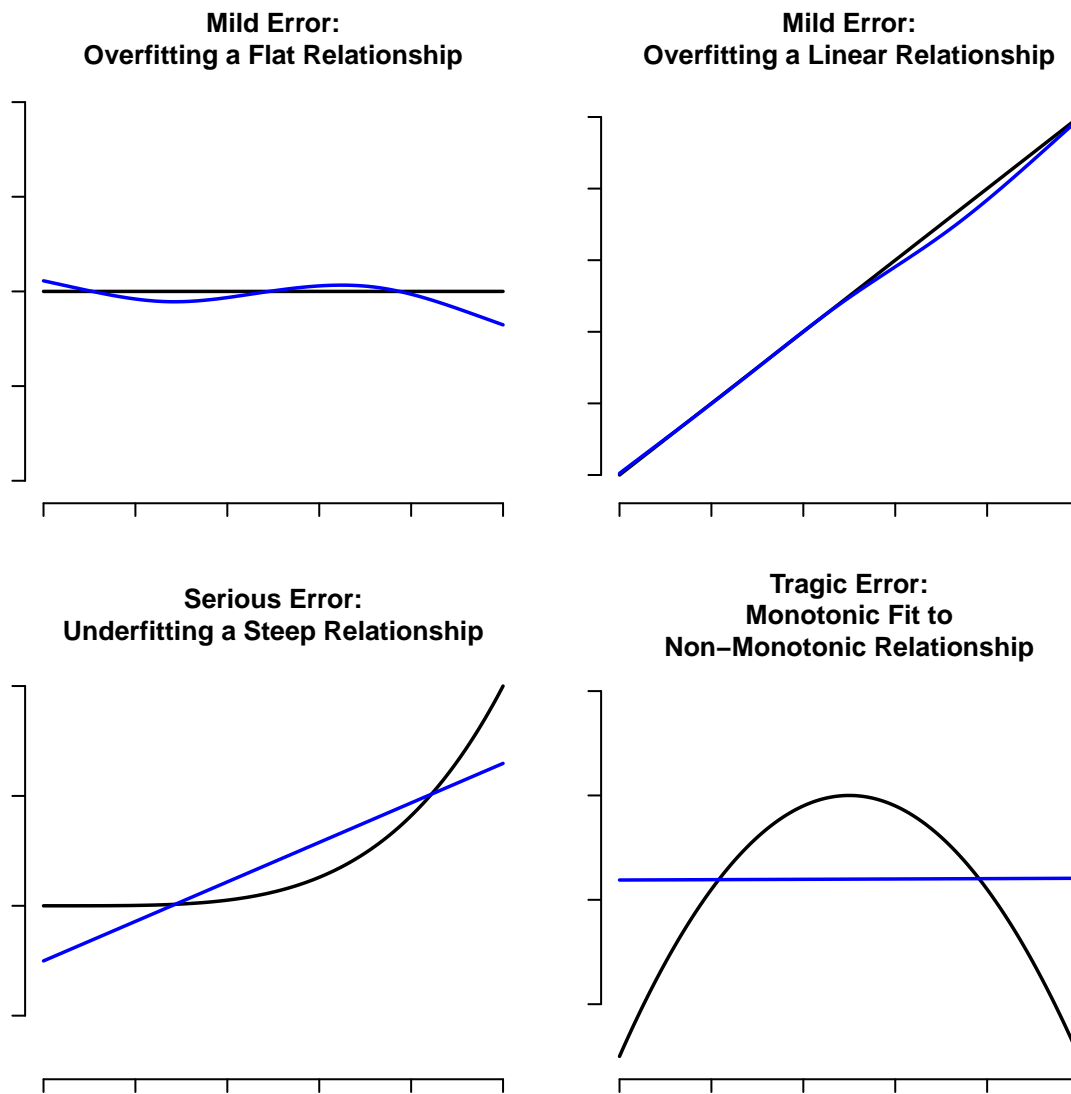 Mild Error:
Overfitting a Flat Relationship
Mild Error:
Overfitting a Linear Relationship
Serious Error:
Underfitting a Steep Relationship
Tragic Error:
Monotonic Fit to
Non−Monotonic Relationship